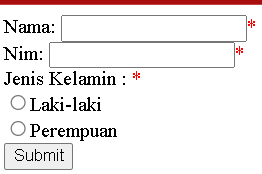 Nama: *
Nim: *
Jenis Kelamin : *
Laki-laki
Perempuan
Submit